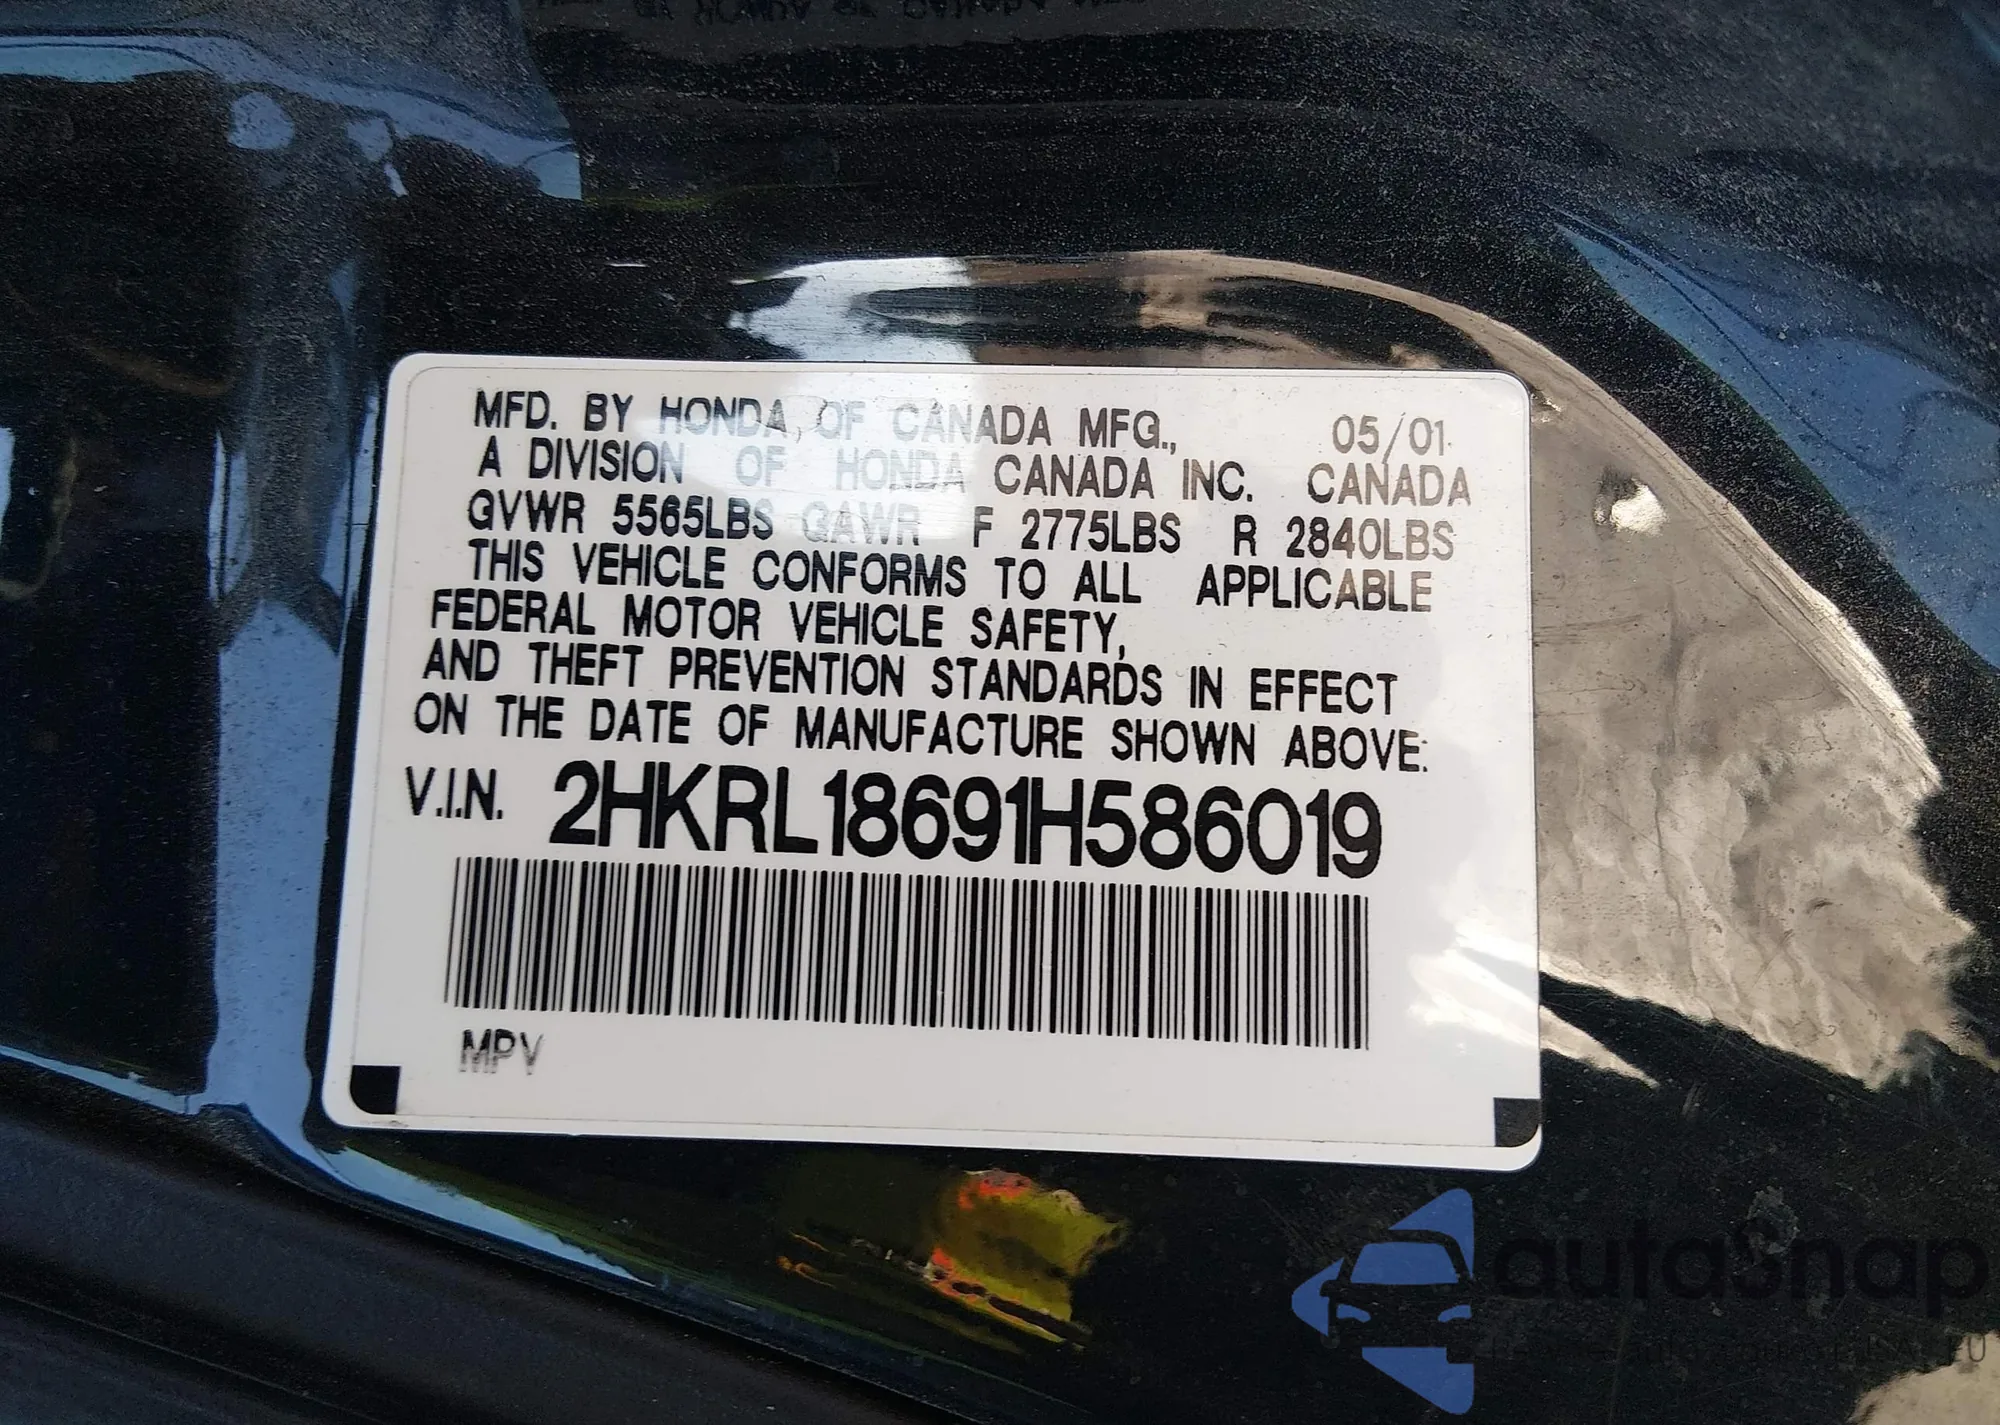 MFD. BY HONDA OF CANADA MFG., 05/01
A DIVISION OF HONDA CANADA INC. CANADA
GVWR 5565LBS GAWR F 2775LBS R 2840LBS
THIS VEHICLE CONFORMS TO ALL APPLICABLE
FEDERAL MOTOR VEHICLE SAFETY,
AND THEFT PREVENTION STANDARDS IN EFFECT
ON THE DATE OF MANUFACTURE SHOWN ABOVE:
V.I.N. 2HKRL18691H586019
MPV
autaSnap